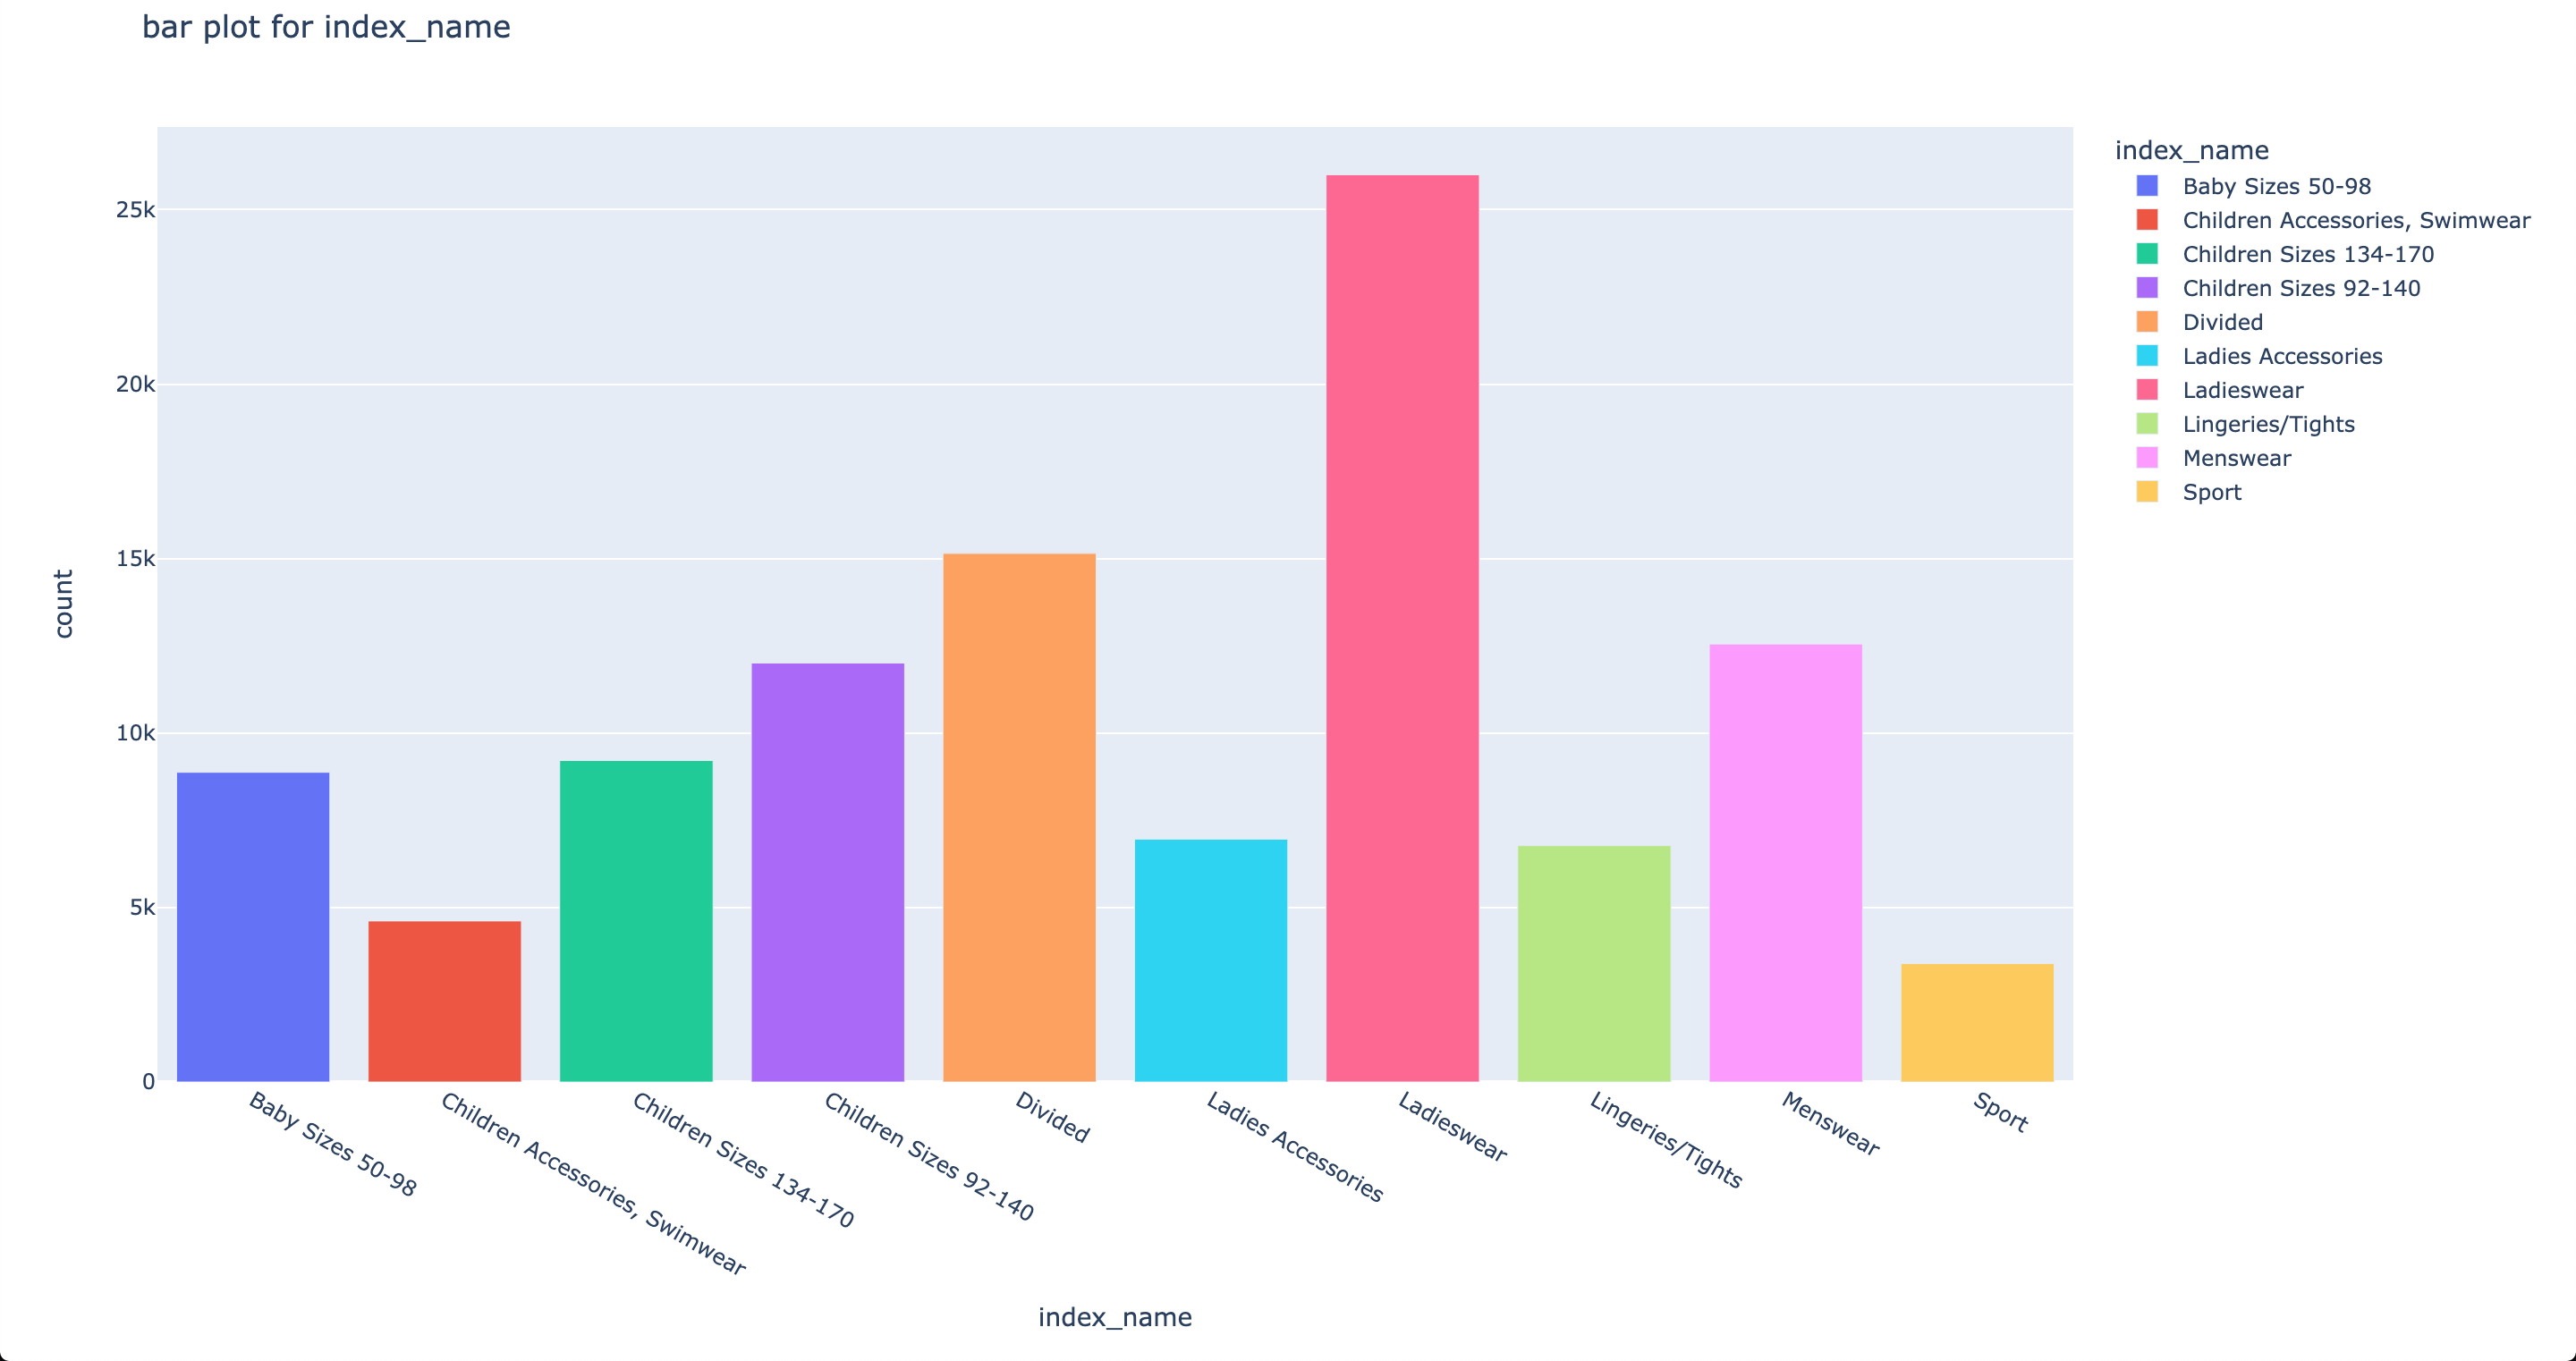 bar plot for index_name
25k
20k
15k
10k
5k
0
count
Baby Sizes 50-98
Children Accessories, Swimwear
Children Sizes 134-170
Children Sizes 92-140
Divided
Ladies Accessories
Ladieswear
Lingeries/Tights
Menswear
Sport
index_name
index_name
Baby Sizes 50-98
Children Accessories, Swimwear
Children Sizes 134-170
Children Sizes 92-140
Divided
Ladies Accessories
Ladieswear
Lingeries/Tights
Menswear
Sport